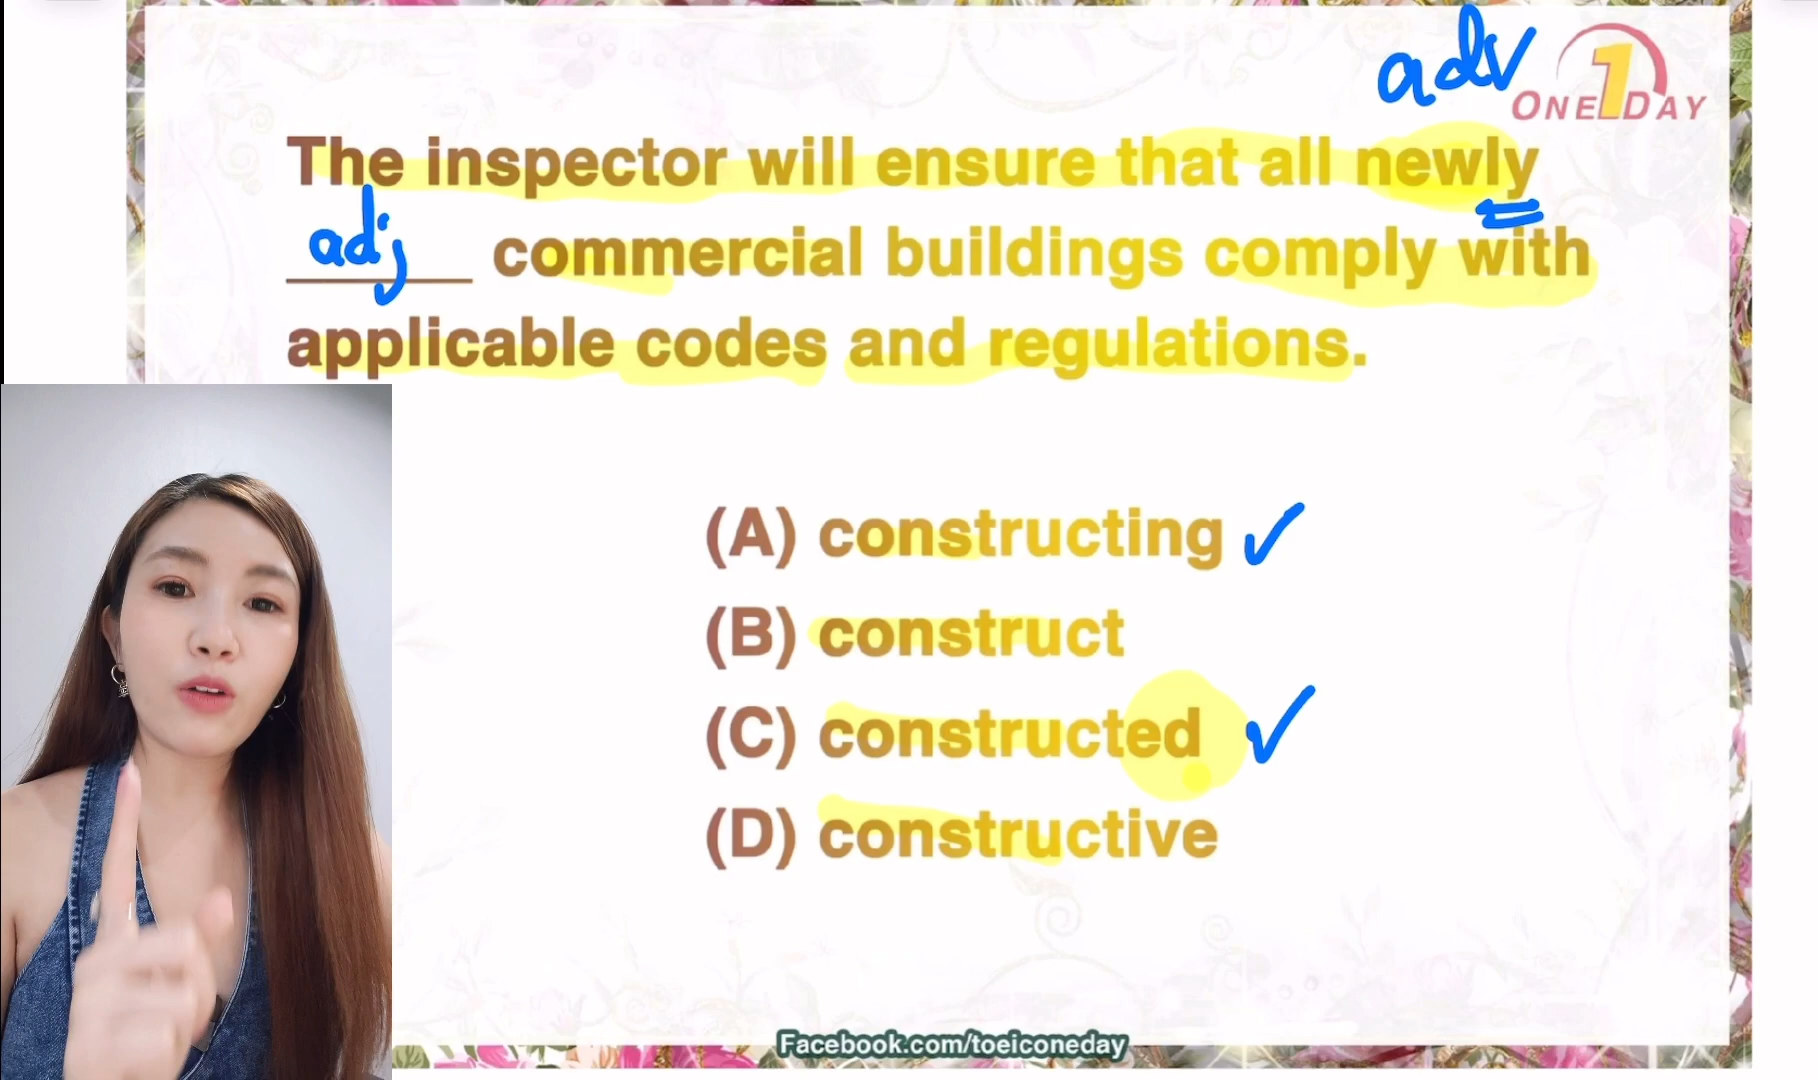 adv
ONE 1 DAY
The inspector will ensure that all newly
adj
______ commercial buildings comply with
applicable codes and regulations.
(A) constructing ✓
(B) construct
(C) constructed ✓
(D) constructive
Facebook.com/toeiconeday